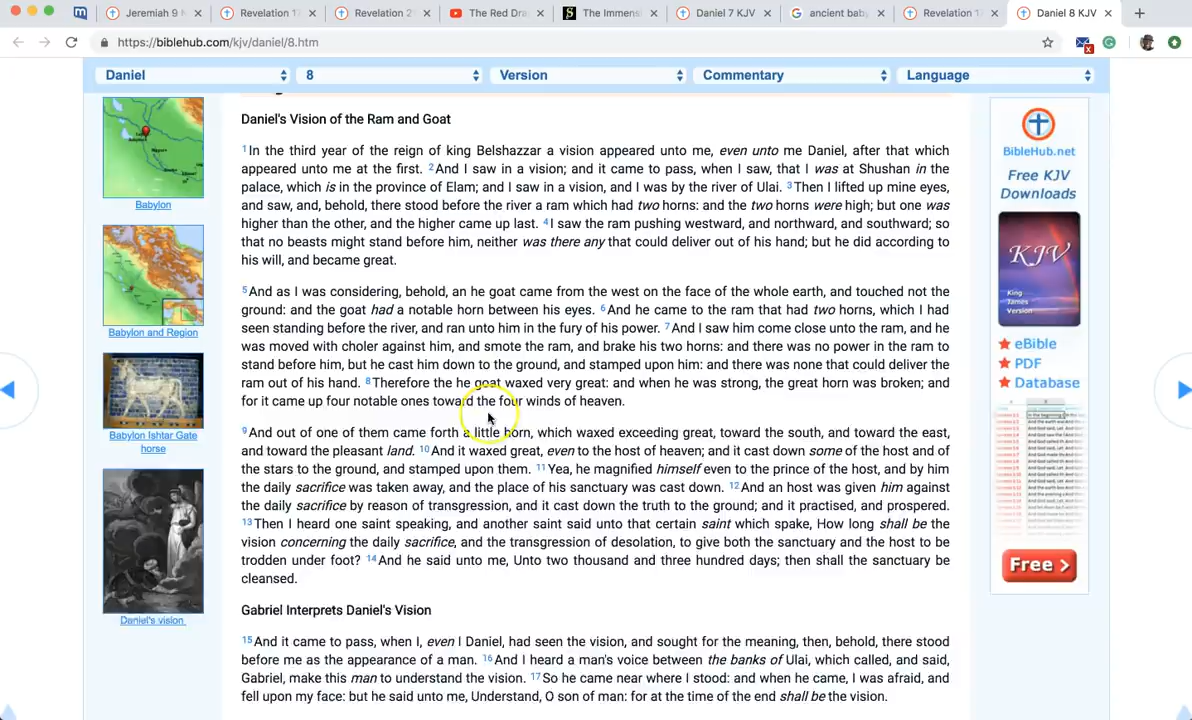 Jeremiah 9 N
Revelation 1
Revelation 2
The Red Dra
The Immens
Daniel 7 KJV
ancient bab
Revelation 1
Daniel 8 KJV
https://biblehub.com/kjv/daniel/8.htm
Daniel 8 Version Commentary Language
Babylon
Babylon and Region
Babylon Ishtar Gate
horse
Daniel's vision
Daniel's Vision of the Ram and Goat
1In the third year of the reign of king Belshazzar a vision appeared unto me, even unto me Daniel, after that which
appeared unto me at the first. 2And I saw in a vision; and it came to pass, when I saw, that I was at Shushan in the
palace, which is in the province of Elam; and I saw in a vision, and I was by the river of Ulai. 3Then I lifted up mine eyes,
and saw, and, behold, there stood before the river a ram which had two horns: and the two horns were high; but one was
higher than the other, and the higher came up last. 4I saw the ram pushing westward, and northward, and southward; so
that no beasts might stand before him, neither was there any that could deliver out of his hand; but he did according to
his will, and became great.
5And as I was considering, behold, an he goat came from the west on the face of the whole earth, and touched not the
ground: and the goat had a notable horn between his eyes. 6And he came to the ram that had two horns, which I had
seen standing before the river, and ran unto him in the fury of his power. 7And I saw him come close unto the ram, and he
was moved with choler against him, and smote the ram, and brake his two horns: and there was no power in the ram to
stand before him, but he cast him down to the ground, and stamped upon him: and there was none that could deliver the
ram out of his hand. 8Therefore the he goat waxed very great: and when he was strong, the great horn was broken; and
for it came up four notable ones toward the four winds of heaven.
9And out of one of them came forth a little horn, which waxed exceeding great, toward the south, and toward the east,
and toward the pleasant land. 10And it waxed great, even to the host of heaven; and it cast down some of the host and of
the stars to the ground, and stamped upon them. 11Yea, he magnified himself even to the prince of the host, and by him
the daily sacrifice was taken away, and the place of his sanctuary was cast down. 12And an host was given him against
the daily sacrifice by reason of transgression, and it cast down the truth to the ground; and it practised, and prospered.
13Then I heard one saint speaking, and another saint said unto that certain saint which spake, How long shall be the
vision concerning the daily sacrifice, and the transgression of desolation, to give both the sanctuary and the host to be
trodden under foot? 14And he said unto me, Unto two thousand and three hundred days; then shall the sanctuary be
cleansed.
Gabriel Interprets Daniel's Vision
15And it came to pass, when I, even I Daniel, had seen the vision, and sought for the meaning, then, behold, there stood
before me as the appearance of a man. 16And I heard a man's voice between the banks of Ulai, which called, and said,
Gabriel, make this man to understand the vision. 17So he came near where I stood: and when he came, I was afraid, and
fell upon my face: but he said unto me, Understand, O son of man: for at the time of the end shall be the vision.
BibleHub.net
Free KJV
Downloads
KJV
King
James
Version
eBible
PDF
Database
Free >